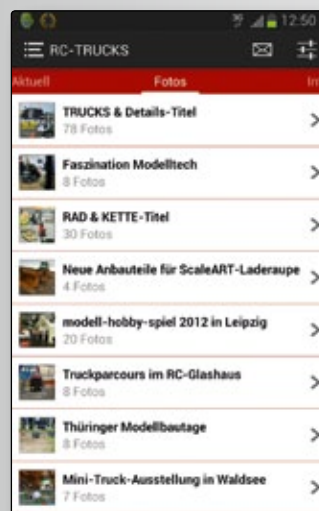 12:50
RC-TRUCKS
Aktuell Fotos Im
TRUCKS & Details-Titel
78 Fotos
Faszination Modelltech
8 Fotos
RAD & KETTE-Titel
30 Fotos
Neue Anbauteile für ScaleART-Laderaupe
4 Fotos
modell-hobby-spiel 2012 in Leipzig
20 Fotos
Truckparcours im RC-Glashaus
8 Fotos
Thüringer Modellbautage
8 Fotos
Mini-Truck-Ausstellung in Waldsee
7 Fotos